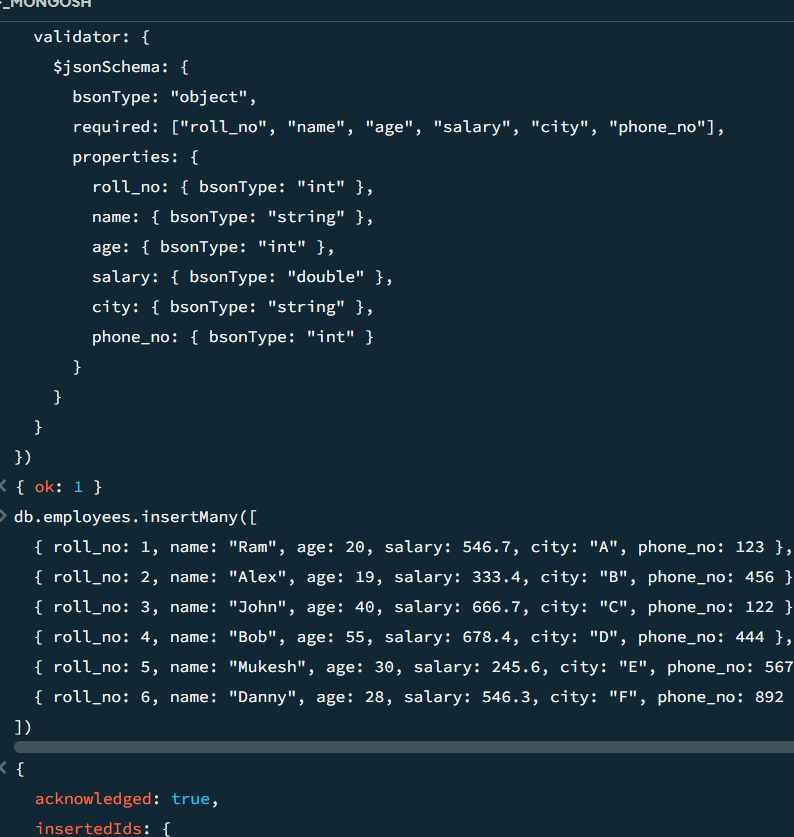 >_MONGOSH
validator: {
$jsonSchema: {
bsonType: "object",
required: ["roll_no", "name", "age", "salary", "city", "phone_no"],
properties: {
roll_no: { bsonType: "int" },
name: { bsonType: "string" },
age: { bsonType: "int" },
salary: { bsonType: "double" },
city: { bsonType: "string" },
phone_no: { bsonType: "int" }
}
}
}
})
< { ok: 1 }
> db.employees.insertMany([
{ roll_no: 1, name: "Ram", age: 20, salary: 546.7, city: "A", phone_no: 123 },
{ roll_no: 2, name: "Alex", age: 19, salary: 333.4, city: "B", phone_no: 456 }
{ roll_no: 3, name: "John", age: 40, salary: 666.7, city: "C", phone_no: 122 }
{ roll_no: 4, name: "Bob", age: 55, salary: 678.4, city: "D", phone_no: 444 },
{ roll_no: 5, name: "Mukesh", age: 30, salary: 245.6, city: "E", phone_no: 567
{ roll_no: 6, name: "Danny", age: 28, salary: 546.3, city: "F", phone_no: 892
])
< {
acknowledged: true,
insertedIds: {